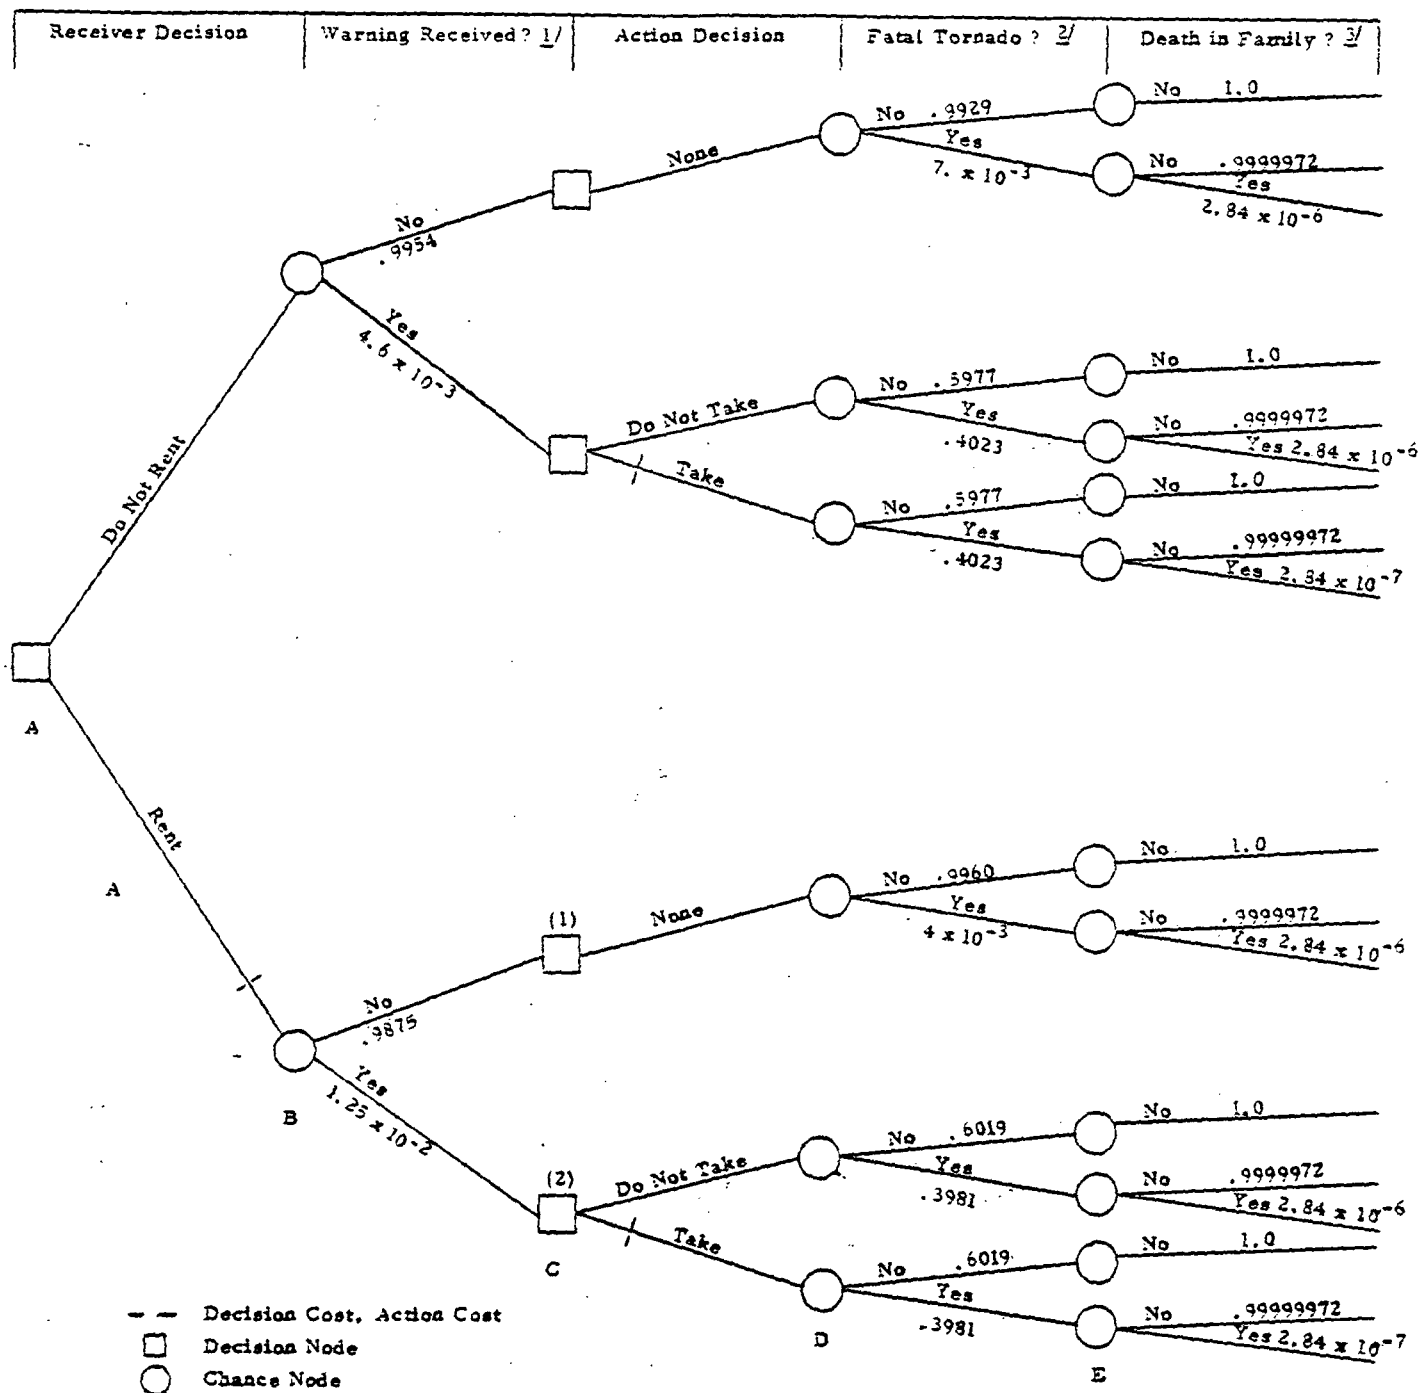 Receiver Decision
Warning Received? 1/
Action Decision
Fatal Tornado ? 2/
Death in Family ? 3/
No 1.0
No .9929
Yes
7. x 10-3
None
No .9999972
Yes
2.84 x 10-6
No
.9954
Yes
4.6 x 10-3
No 1.0
No .5977
Do Not Take
Yes
.4023
No .9999972
Yes 2.84 x 10-6
Take
No 1.0
No .5977
Yes
.4023
No .99999972
Yes 2.84 x 10-7
Do Not Rent
A
Rent
A
No 1.0
No .9960
(1)
None
Yes
4 x 10-3
No .9999972
Yes 2.84 x 10-6
No
.9875
Yes
1.25 x 10-2
B
No 1.0
No .6019
(2)
Do Not Take
Yes
.3981
No .9999972
Yes 2.84 x 10-6
Take
No 1.0
No .6019
C
Yes
.3981
No .99999972
Yes 2.84 x 10-7
D
E
Decision Cost, Action Cost
Decision Node
Chance Node